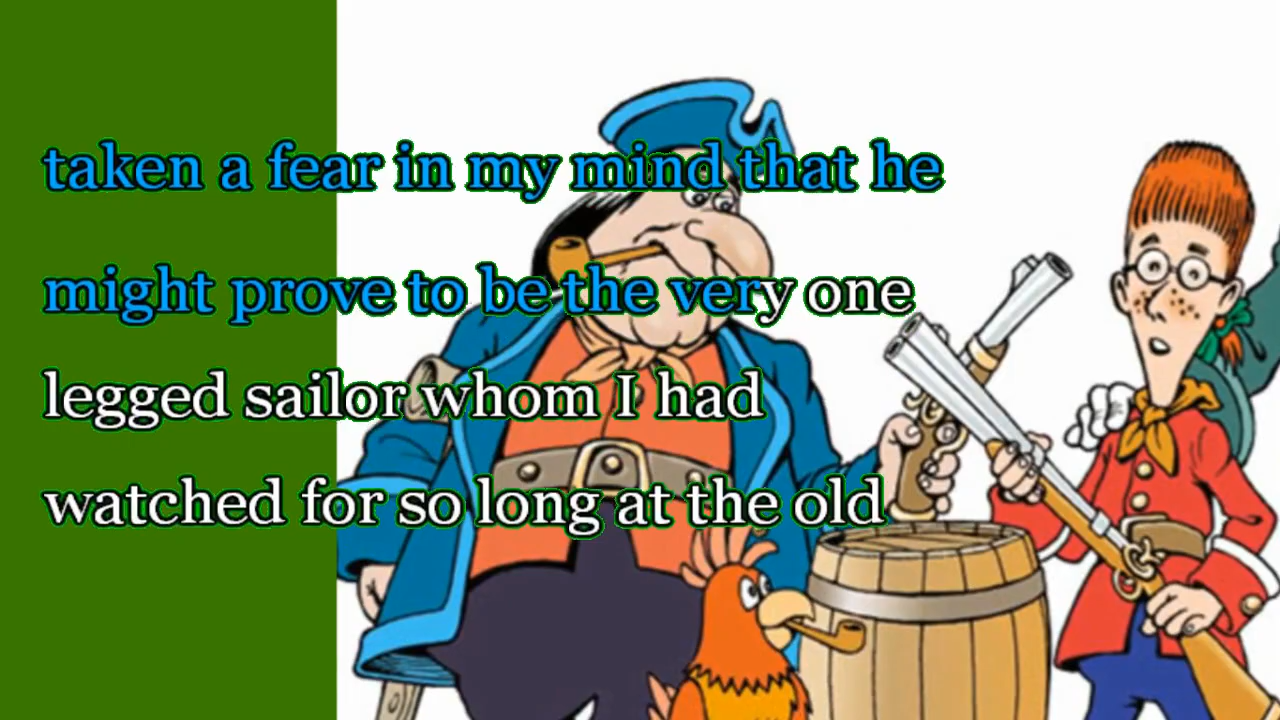 taken a fear in my mind that he
might prove to be the very one
legged sailor whom I had
watched for so long at the old